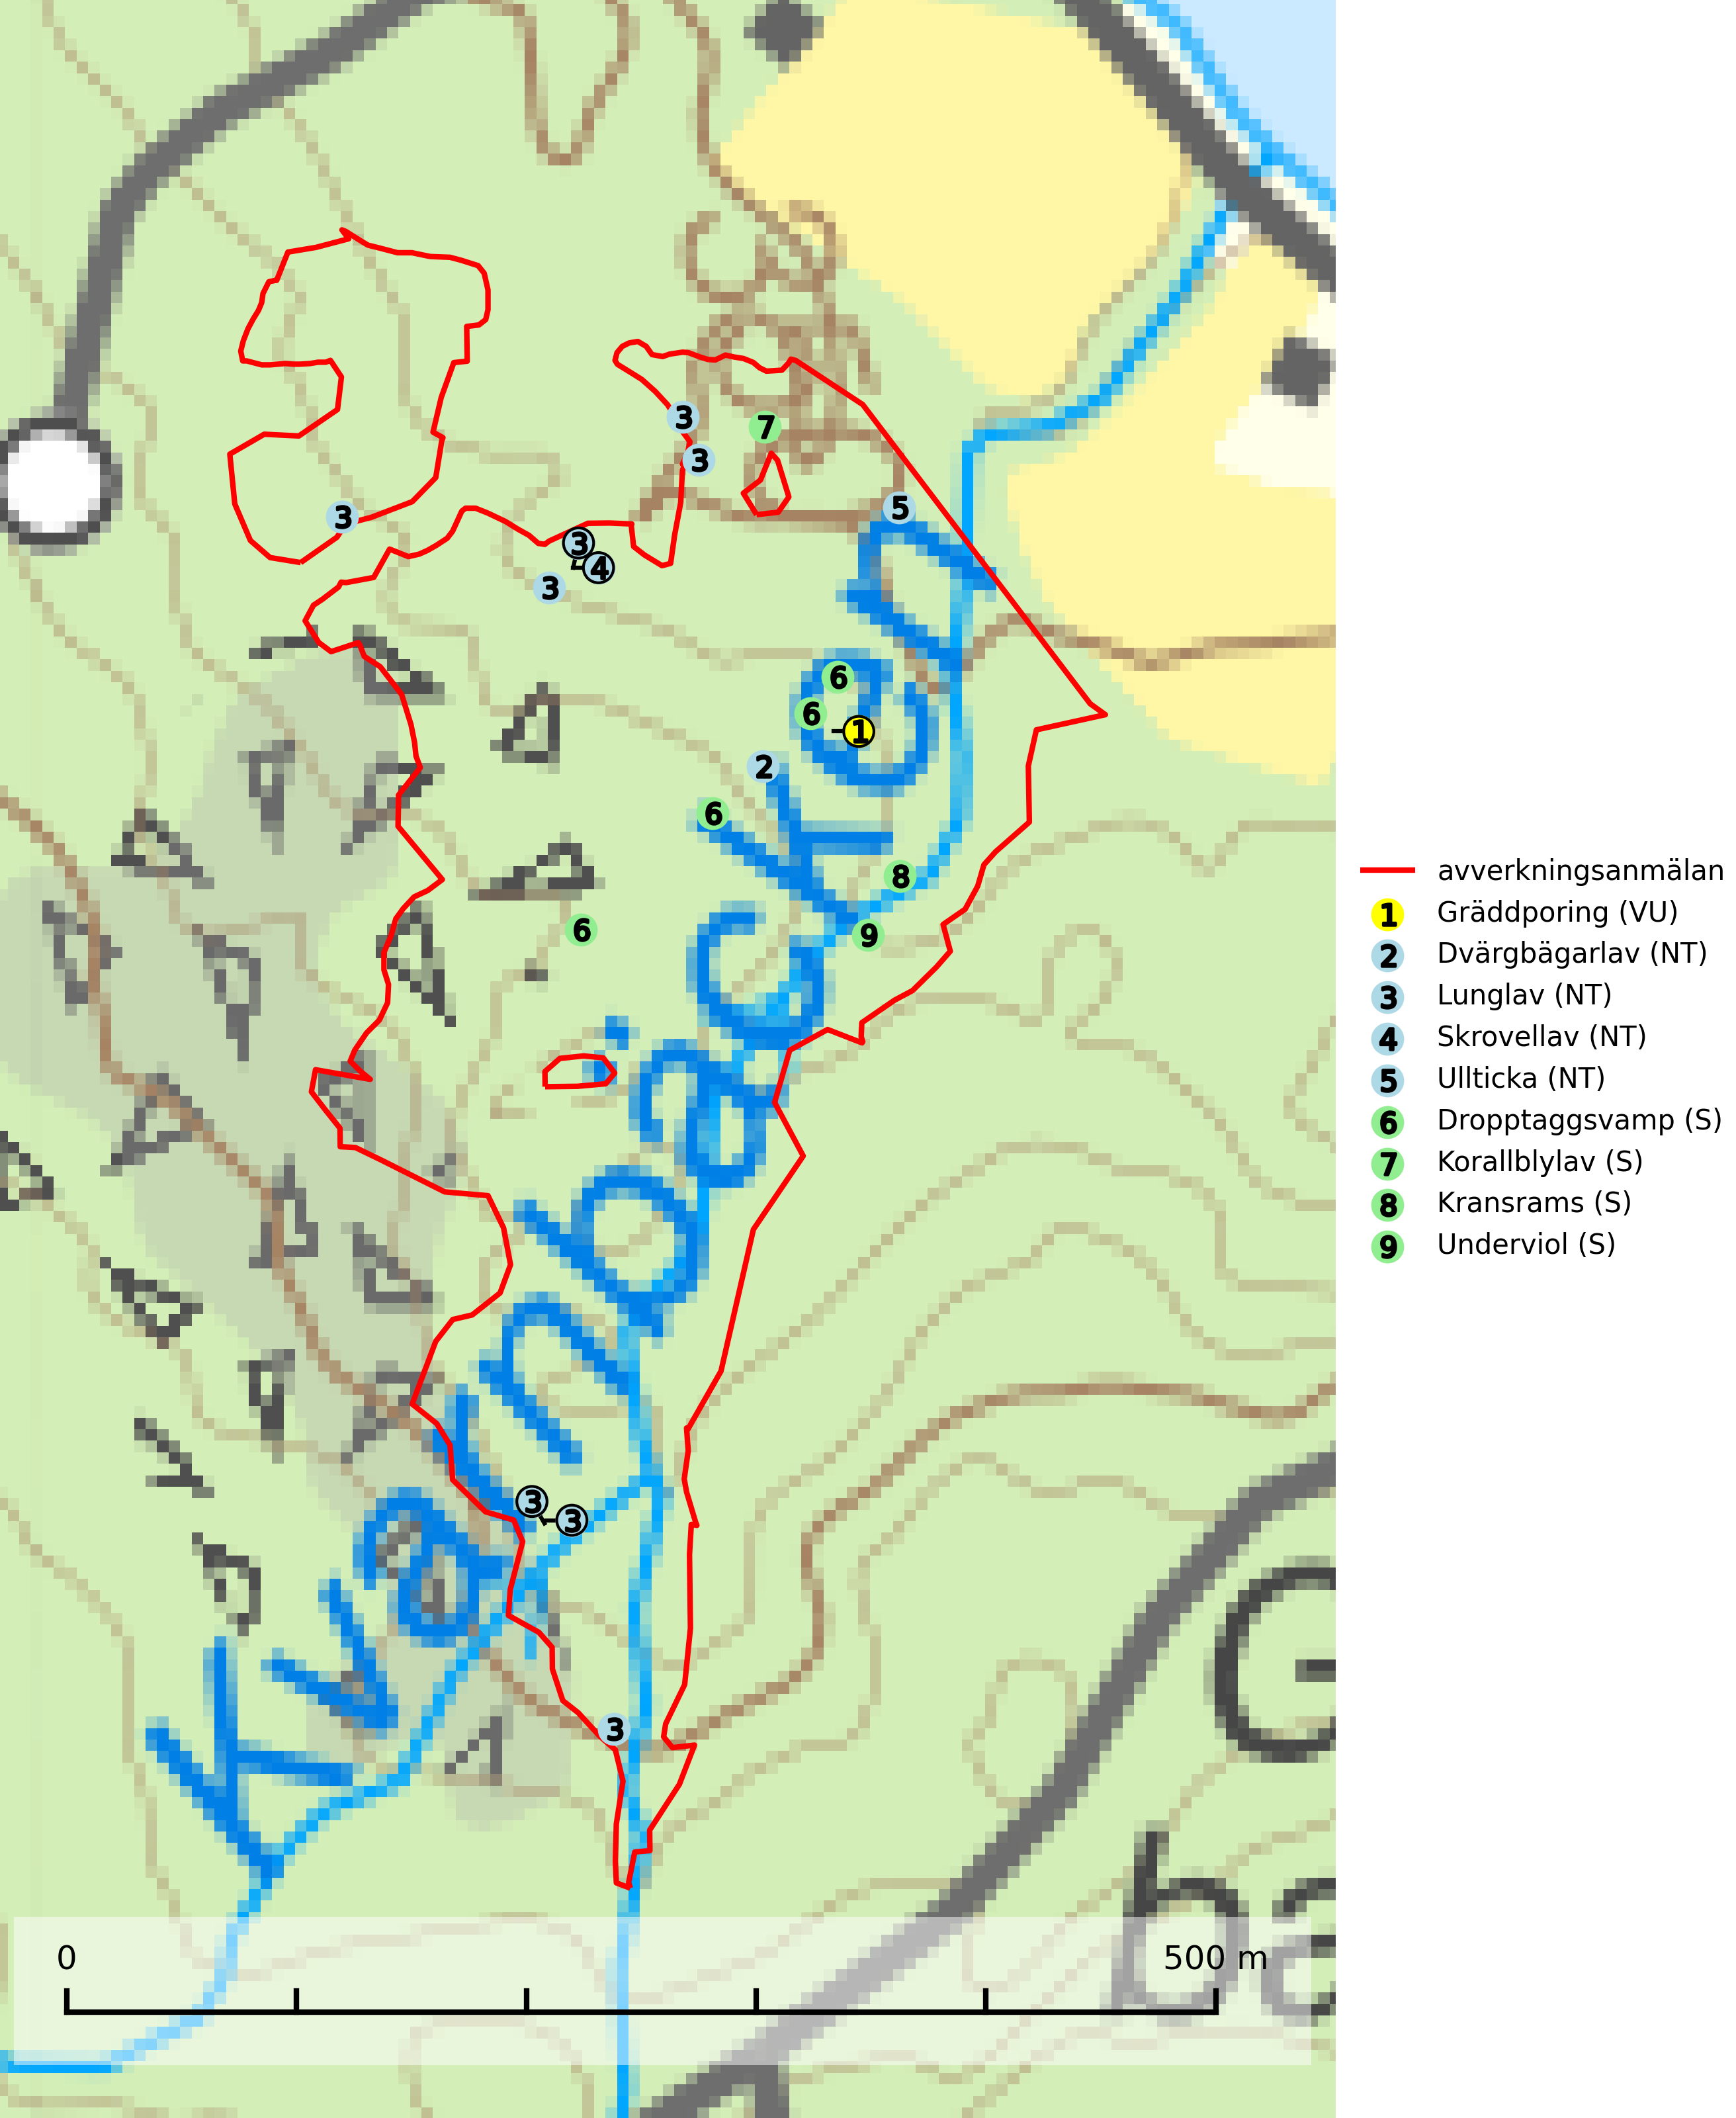 3
7
3
5
3
3
4
3
6
6
1
2
6
8
6
9
Kvarnbäcken
3
3
3
G
ba
0 500 m
avverkningsanmälan
1 Gräddporing (VU)
2 Dvärgbägarlav (NT)
3 Lunglav (NT)
4 Skrovellav (NT)
5 Ullticka (NT)
6 Dropptaggsvamp (S)
7 Korallblylav (S)
8 Kransrams (S)
9 Underviol (S)